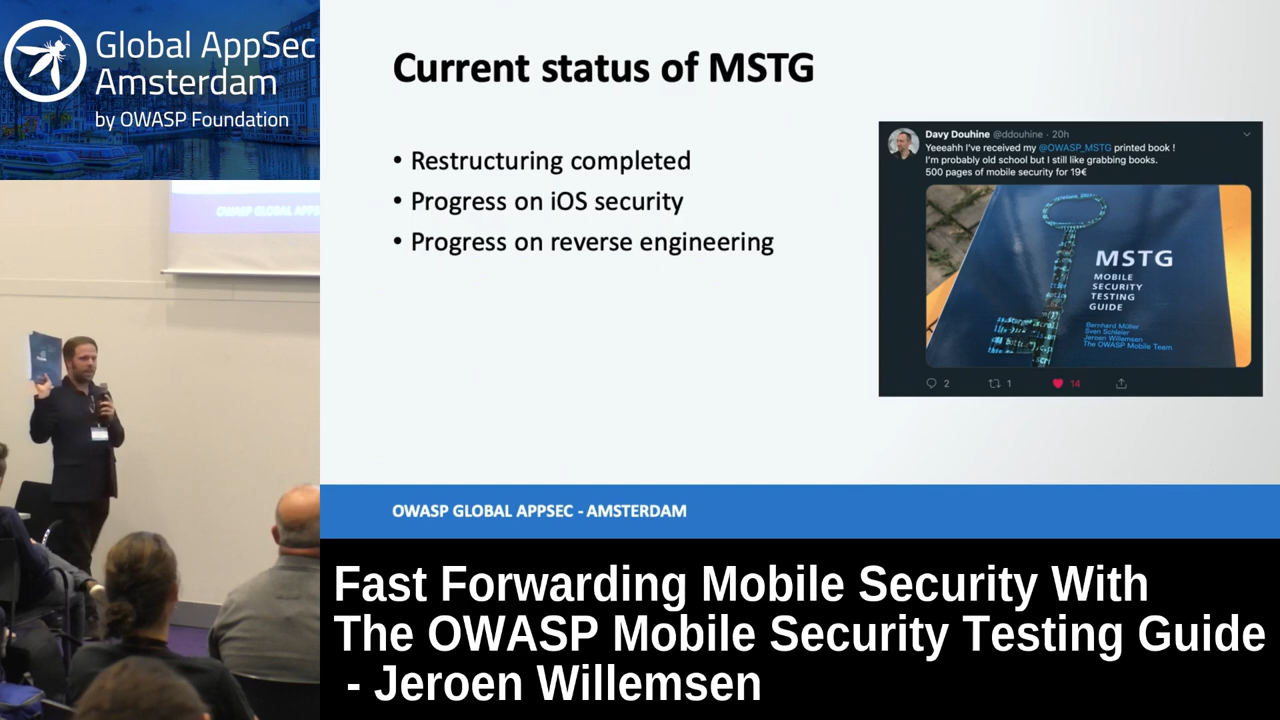 Global AppSec
Amsterdam
by OWASP Foundation
Current status of MSTG
• Restructuring completed
• Progress on iOS security
• Progress on reverse engineering
Davy Douhine @ddouhine · 20h
Yeeeahh I've received my @OWASP_MSTG printed book !
I'm probably old school but I still like grabbing books.
500 pages of mobile security for 19€
MSTG
MOBILE
SECURITY
TESTING
GUIDE
Bernhard Müller
Sven Schleier
Jeroen Willemsen
The OWASP Mobile Team
2
1
14
OWASP GLOBAL APPSEC - AMSTERDAM
Fast Forwarding Mobile Security With
The OWASP Mobile Security Testing Guide
- Jeroen Willemsen